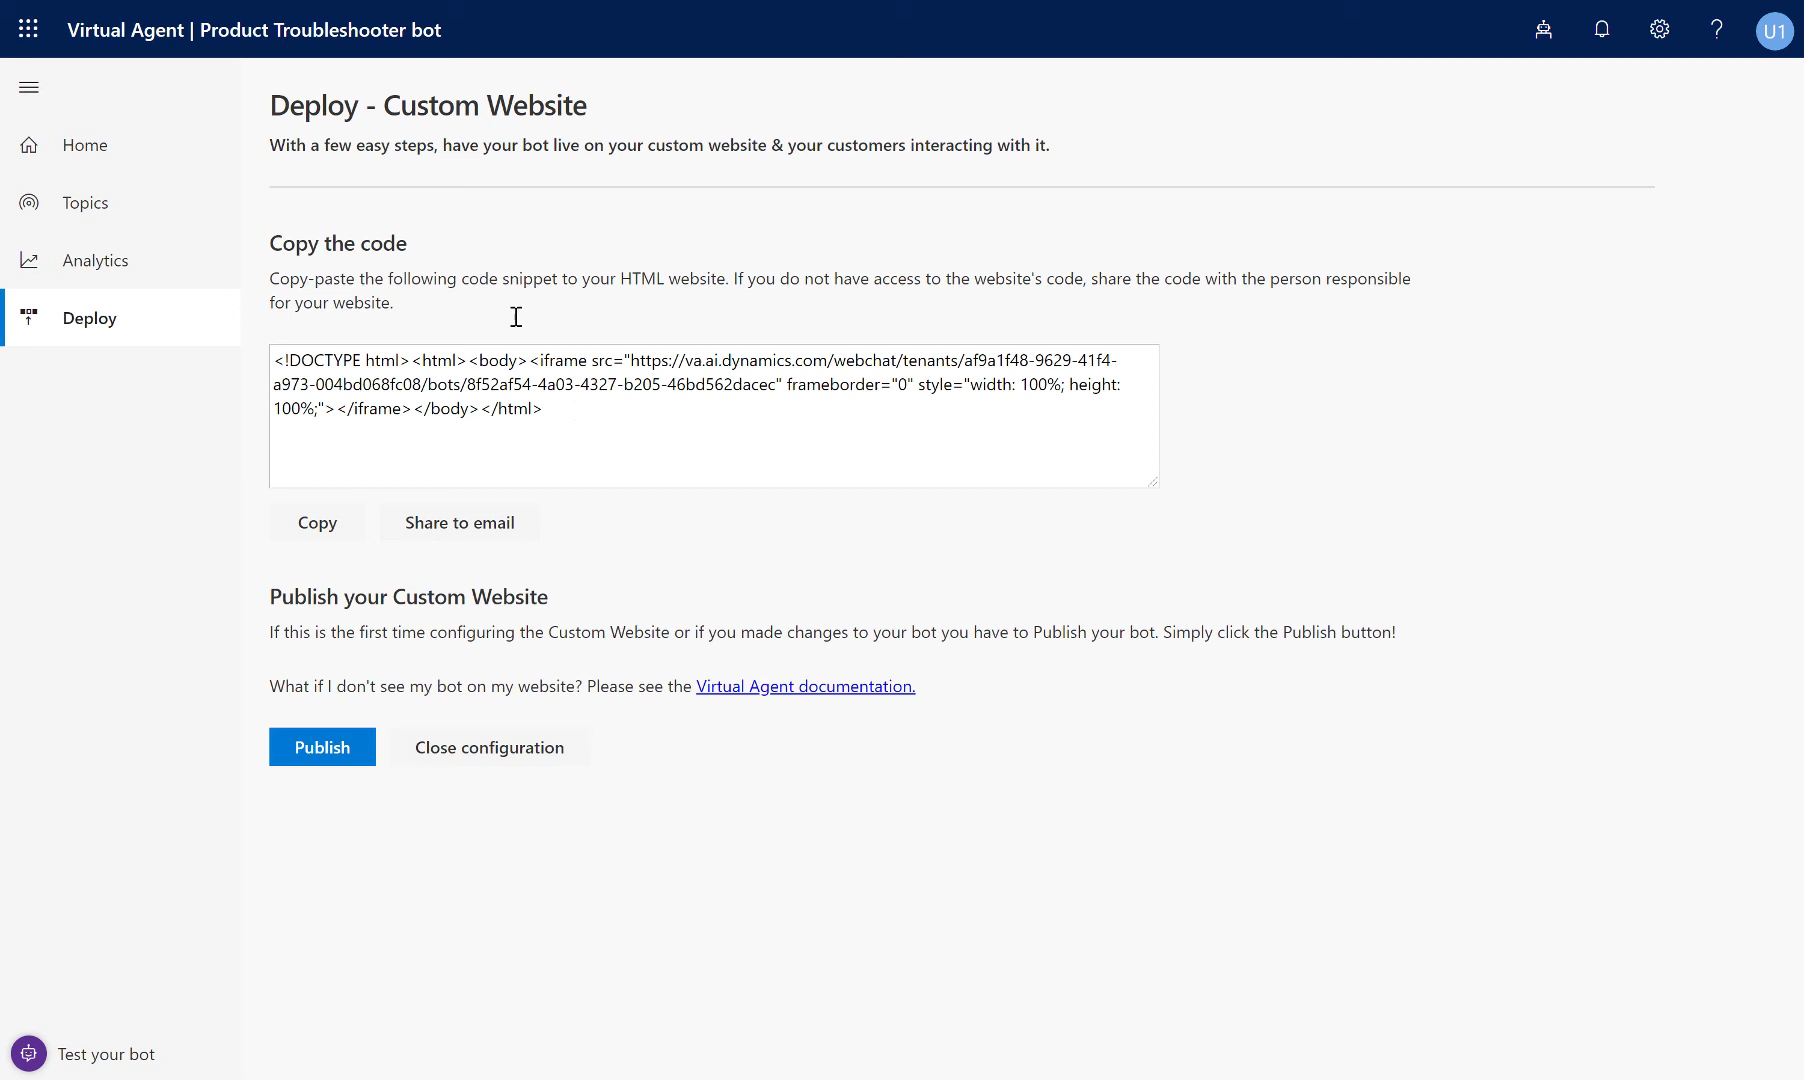 Virtual Agent | Product Troubleshooter bot
?
U1
Deploy - Custom Website
With a few easy steps, have your bot live on your custom website & your customers interacting with it.
Home
Topics
Analytics
Deploy
Copy the code
Copy-paste the following code snippet to your HTML website. If you do not have access to the website's code, share the code with the person responsible
for your website.
<!DOCTYPE html><html><body><iframe src="https://va.ai.dynamics.com/webchat/tenants/af9a1f48-9629-41f4-
a973-004bd068fc08/bots/8f52af54-4a03-4327-b205-46bd562dacec" frameborder="0" style="width: 100%; height:
100%;"></iframe></body></html>
Copy
Share to email
Publish your Custom Website
If this is the first time configuring the Custom Website or if you made changes to your bot you have to Publish your bot. Simply click the Publish button!
What if I don't see my bot on my website? Please see the Virtual Agent documentation.
Publish
Close configuration
Test your bot